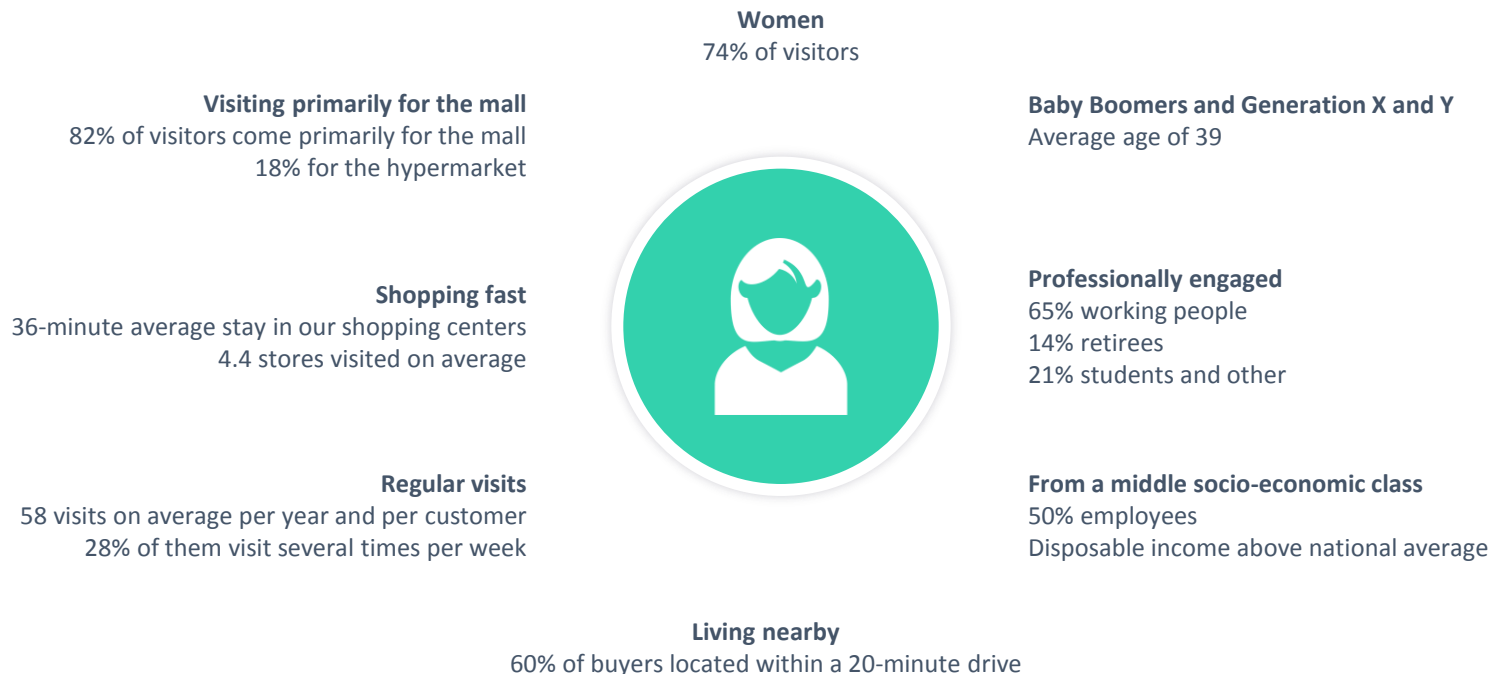 Women
74% of visitors
Visiting primarily for the mall
82% of visitors come primarily for the mall
18% for the hypermarket
Baby Boomers and Generation X and Y
Average age of 39
Shopping fast
36-minute average stay in our shopping centers
4.4 stores visited on average
Professionally engaged
65% working people
14% retirees
21% students and other
Regular visits
58 visits on average per year and per customer
28% of them visit several times per week
From a middle socio-economic class
50% employees
Disposable income above national average
Living nearby
60% of buyers located within a 20-minute drive